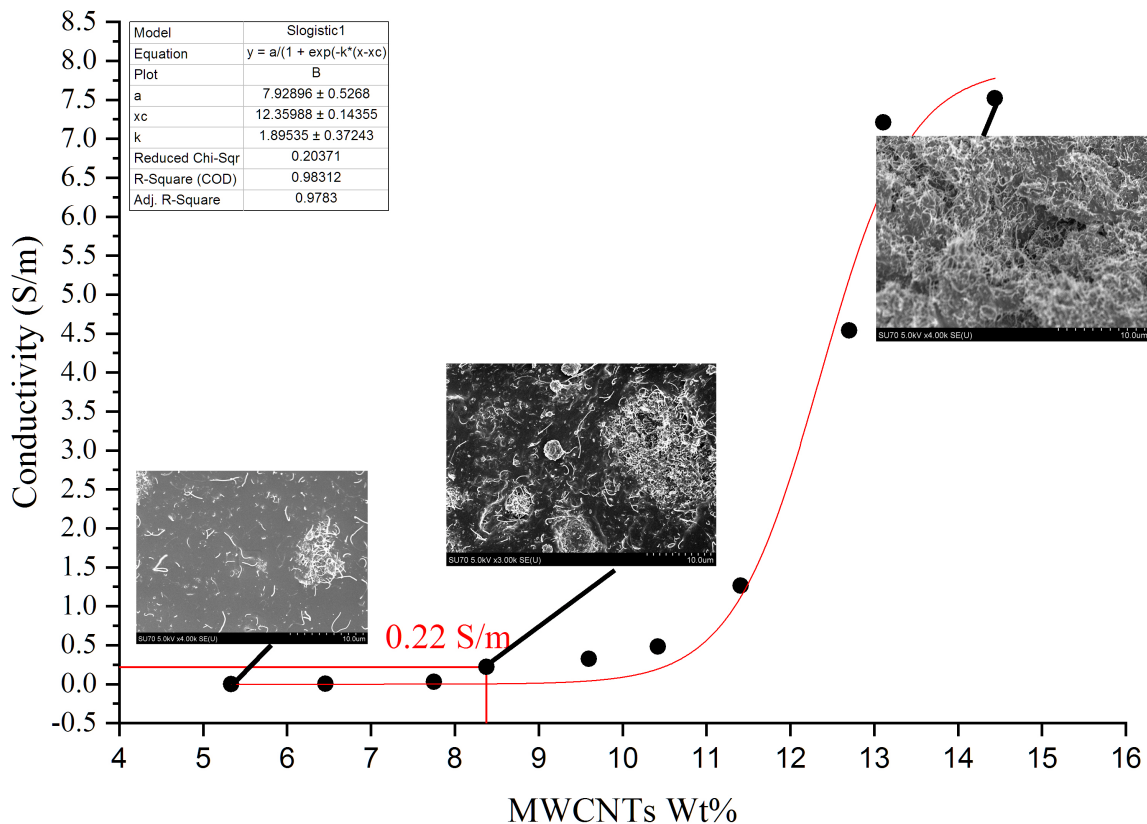 8.5
8.0
7.5
7.0
6.5
6.0
5.5
5.0
4.5
4.0
3.5
3.0
2.5
2.0
1.5
1.0
0.5
0.0
-0.5
Conductivity (S/m)
Model Slogistic1
Equation y = a/(1 + exp(-k*(x-xc)
Plot B
a 7.92896 ± 0.5268
xc 12.35988 ± 0.14355
k 1.89535 ± 0.37243
Reduced Chi-Sqr 0.20371
R-Square (COD) 0.98312
Adj. R-Square 0.9783
SU70 5.0kV x4.00k SE(U) 10.0um
SU70 5.0kV x3.00k SE(U) 10.0um
SU70 5.0kV x4.00k SE(U) 10.0um
0.22 S/m
4 5 6 7 8 9 10 11 12 13 14 15 16
MWCNTs Wt%